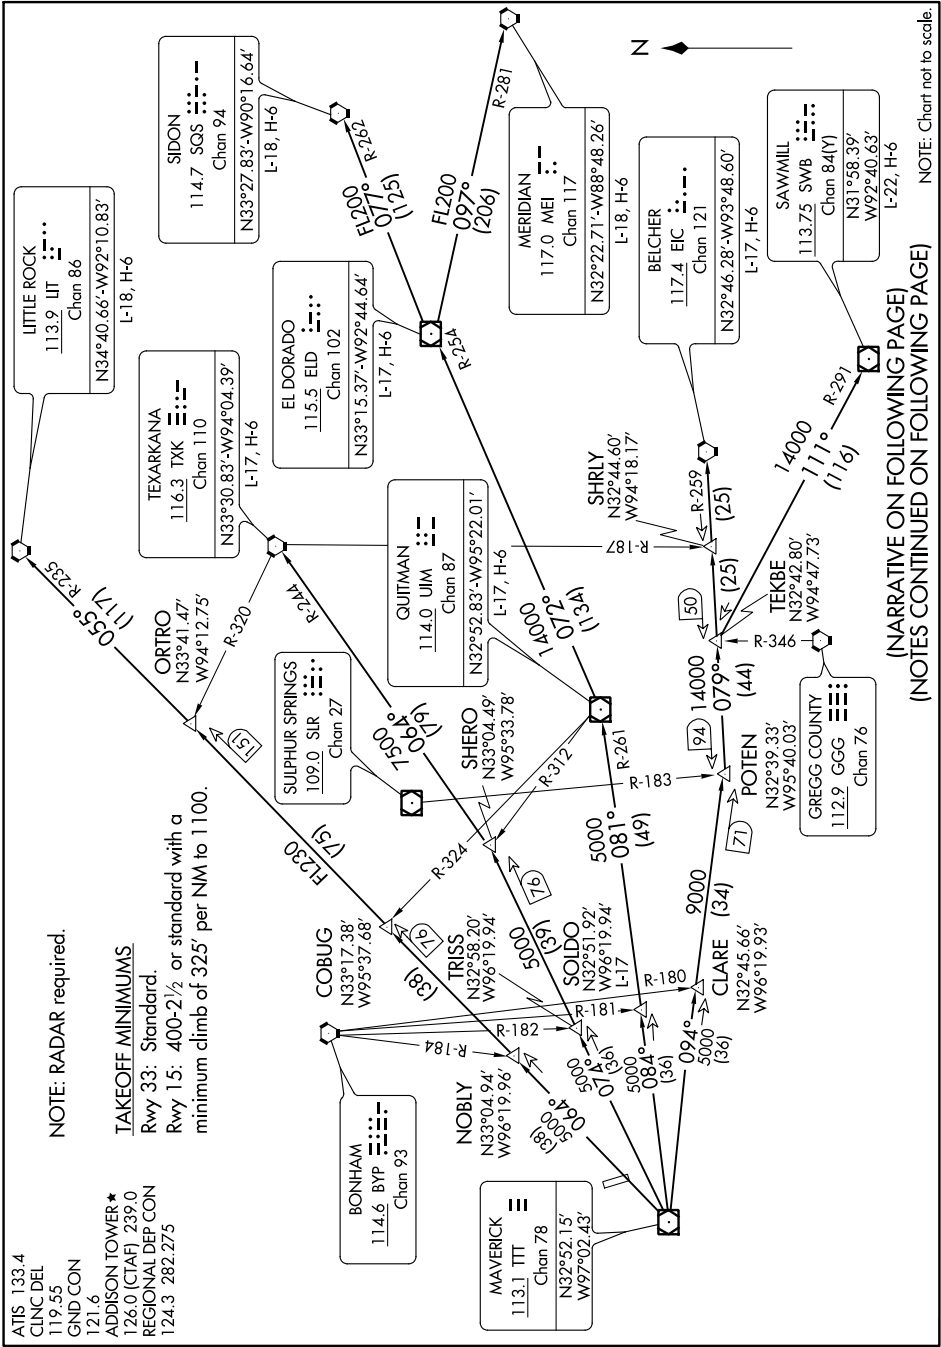 ATIS 133.4
CLNC DEL
119.55
GND CON
121.6
ADDISON TOWER★
126.0 (CTAF) 239.0
REGIONAL DEP CON
124.3 282.275
NOTE: RADAR required.
TAKEOFF MINIMUMS
Rwy 33: Standard.
Rwy 15: 400-2½ or standard with a
minimum climb of 325' per NM to 1100.
LITTLE ROCK
113.9 LIT
Chan 86
N34°40.66'-W92°10.83'
L-18, H-6
SIDON
114.7 SQS
Chan 94
N33°27.83'-W90°16.64'
L-18, H-6
TEXARKANA
116.3 TXK
Chan 110
N33°30.83'-W94°04.39'
L-17, H-6
EL DORADO
115.5 ELD
Chan 102
N33°15.37'-W92°44.64'
L-17, H-6
QUITMAN
114.0 UIM
Chan 87
N32°52.83'-W95°22.01'
L-17, H-6
SULPHUR SPRINGS
109.0 SLR
Chan 27
BONHAM
114.6 BYP
Chan 93
MAVERICK
113.1 TTT
Chan 78
N32°52.15'
W97°02.43'
MERIDIAN
117.0 MEI
Chan 117
N32°22.71'-W88°48.26'
L-18, H-6
BELCHER
117.4 EIC
Chan 121
N32°46.28'-W93°48.60'
L-17, H-6
SAWMILL
113.75 SWB
Chan 84(Y)
N31°58.39'
W92°40.63'
L-22, H-6
GREGG COUNTY
112.9 GGG
Chan 76
ORTRO
N33°41.47'
W94°12.75'
COBUG
N33°17.38'
W95°37.68'
NOBLY
N33°04.94'
W96°19.96'
TRISS
N32°58.20'
W96°19.94'
SHERO
N33°04.49'
W95°33.78'
SOLDO
N32°51.92'
W96°19.94'
L-17
CLARE
N32°45.66'
W96°19.93'
POTEN
N32°39.33'
W95°40.03'
TEKBE
N32°42.80'
W94°47.73'
SHRLY
N32°44.60'
W94°18.17'
5000
064°
(38)
R-184
(38)
76
FL230
(75)
151
R-324
R-320
055°
(117)
R-235
5000
074°
(36)
R-182
5000
(39)
76
R-312
7500
064°
(79)
R-244
5000
084°
(36)
R-181
5000
081°
(49)
R-261
14000
072°
(134)
R-254
FL200
077°
(125)
R-262
FL200
097°
(206)
R-281
094°
5000
(36)
R-180
9000
(34)
71
R-183
94
14000
079°
(44)
50
R-346
(25)
R-187
R-259
(25)
14000
111°
(116)
R-291
N
(NARRATIVE ON FOLLOWING PAGE)
(NOTES CONTINUED ON FOLLOWING PAGE)
NOTE: Chart not to scale.